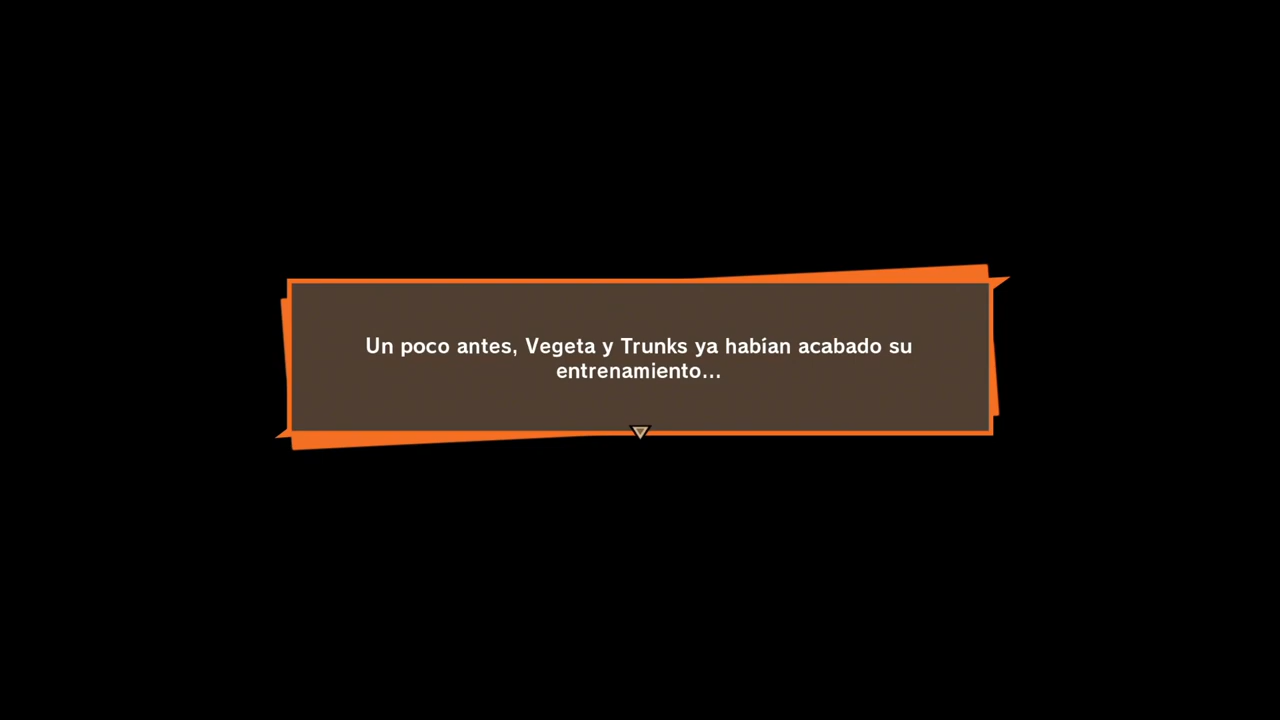 Un poco antes, Vegeta y Trunks ya habían acabado su
entrenamiento...